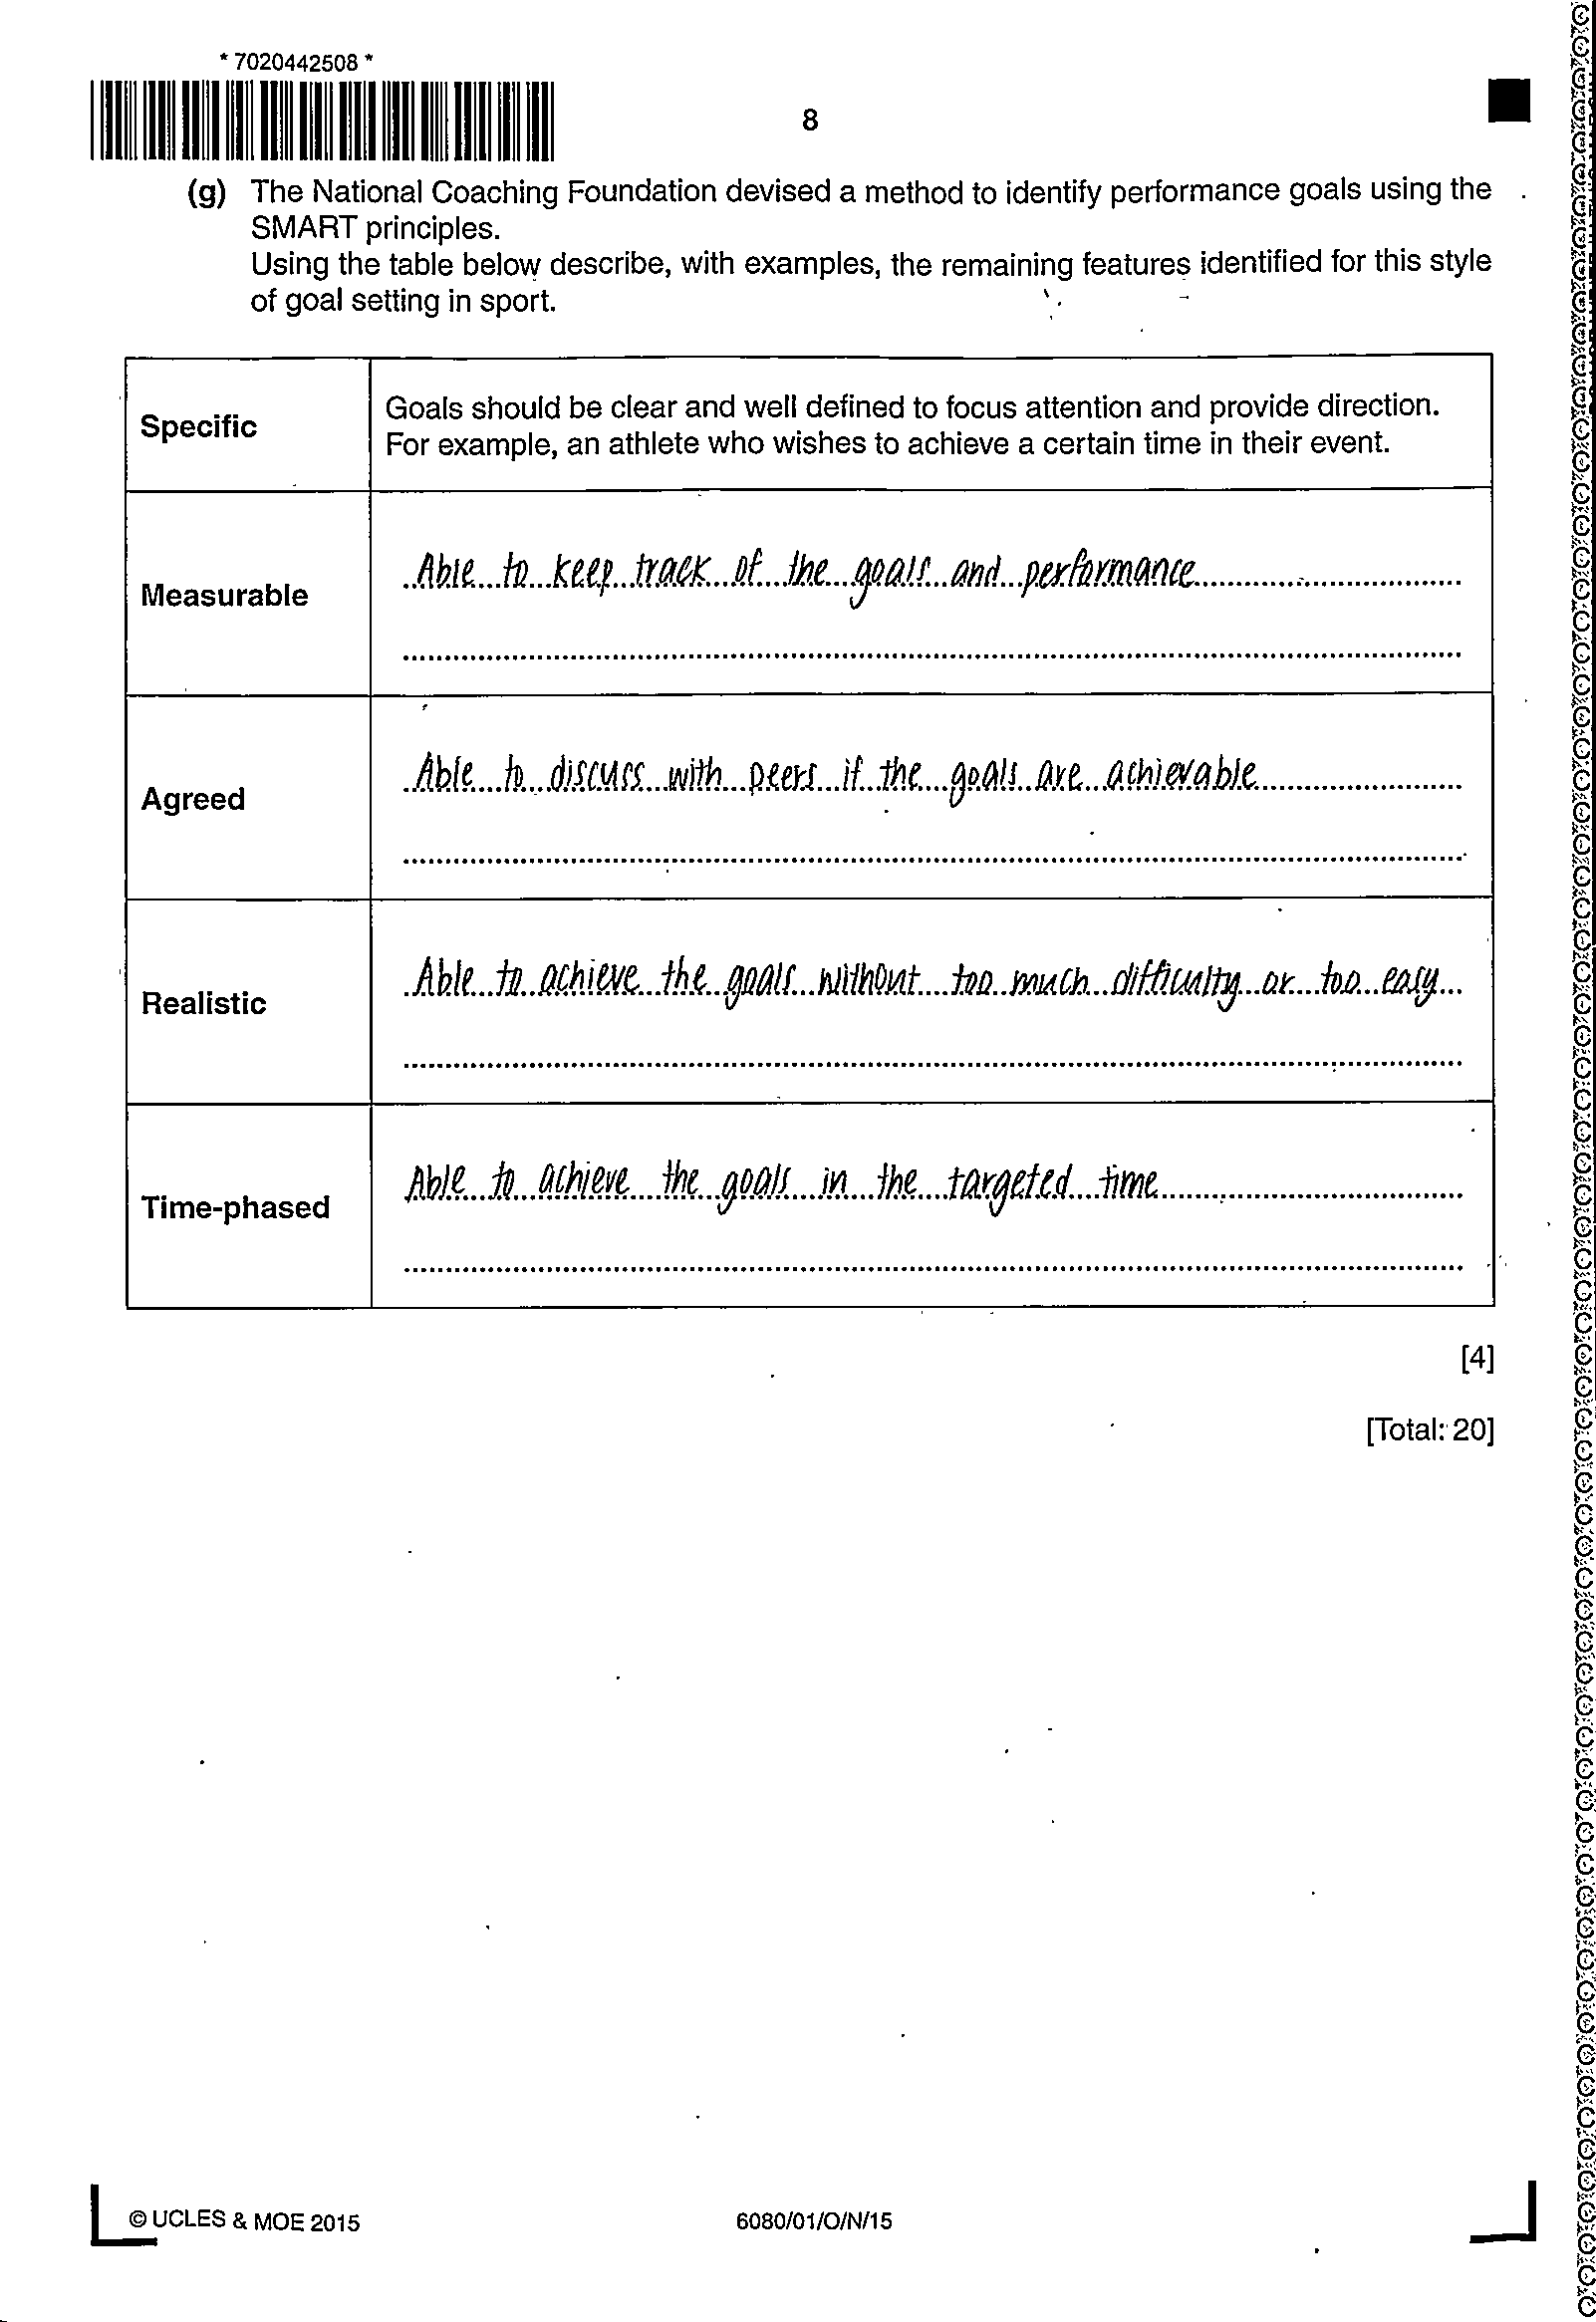 * 7020442508 *
8
(g) The National Coaching Foundation devised a method to identify performance goals using the
SMART principles.
Using the table below describe, with examples, the remaining features identified for this style
of goal setting in sport.
Specific
Goals should be clear and well defined to focus attention and provide direction.
For example, an athlete who wishes to achieve a certain time in their event.
Measurable
Able to keep track of the goals and performance
Agreed
Able to discuss with peers if the goals are achievable
Realistic
Able to achieve the goals without too much difficulty or too easy
Time-phased
Able to achieve the goals in the targeted time
[4]
[Total: 20]
© UCLES & MOE 2015
6080/01/O/N/15